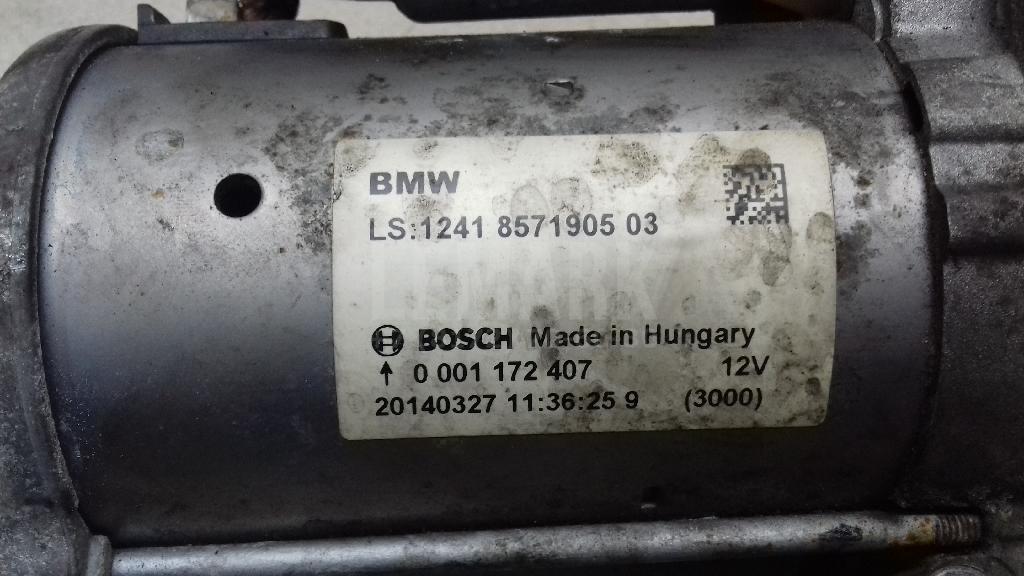 BMW
LS:1241 8571905 03
BOSCH Made in Hungary
↑ 0 001 172 407 12V
20140327 11:36:25 9 (3000)